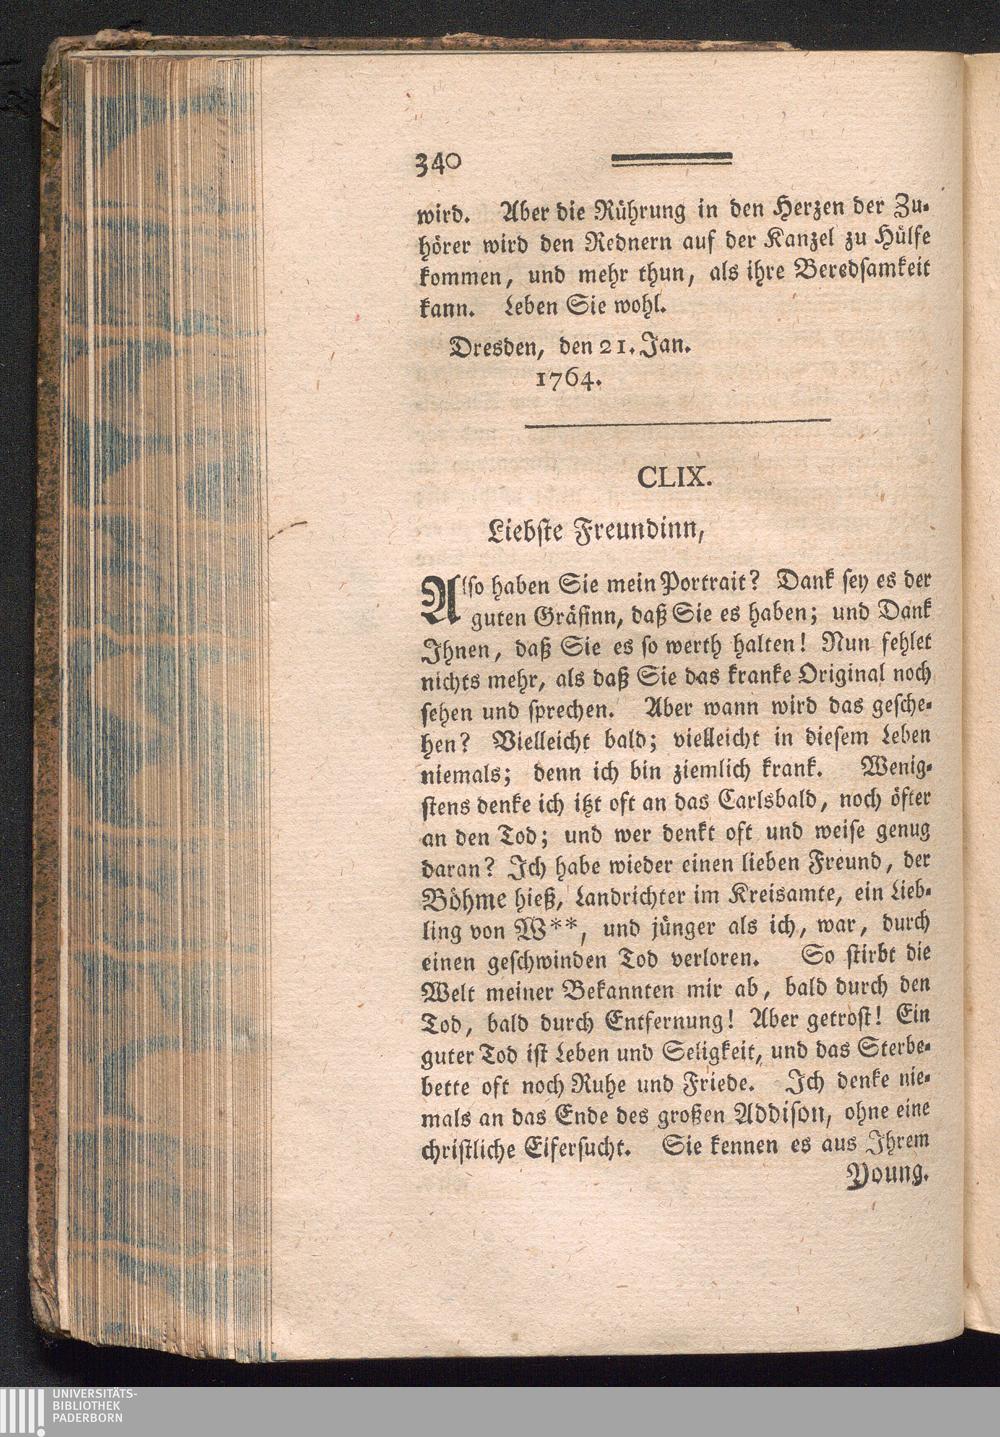 340
wird. Aber die Rührung in den Herzen der Zu-
hörer wird den Rednern auf der Kanzel zu Hülfe
kommen, und mehr thun, als ihre Beredsamkeit
kann. Leben Sie wohl.
Dresden, den 21. Jan.
1764.
CLIX.
Liebste Freundinn,
Also haben Sie mein Portrait? Dank sey es der
guten Gräfinn, daß Sie es haben; und Dank
Ihnen, daß Sie es so werth halten! Nun fehlet
nichts mehr, als daß Sie das kranke Original noch
sehen und sprechen. Aber wann wird das gesche-
hen? Vielleicht bald; vielleicht in diesem Leben
niemals; denn ich bin ziemlich krank. Wenig-
stens denke ich itzt oft an das Carlsbald, noch öfter
an den Tod; und wer denkt oft und weise genug
daran? Ich habe wieder einen lieben Freund, der
Böhme hieß, Landrichter im Kreisamte, ein Lieb-
ling von W**, und jünger als ich, war, durch
einen geschwinden Tod verloren. So stirbt die
Welt meiner Bekannten mir ab, bald durch den
Tod, bald durch Entfernung! Aber getrost! Ein
guter Tod ist Leben und Seligkeit, und das Sterbe-
bette oft noch Ruhe und Friede. Ich denke nie-
mals an das Ende des großen Addison, ohne eine
christliche Eifersucht. Sie kennen es aus Ihrem
Young.
UNIVERSITÄTS-
BIBLIOTHEK
PADERBORN